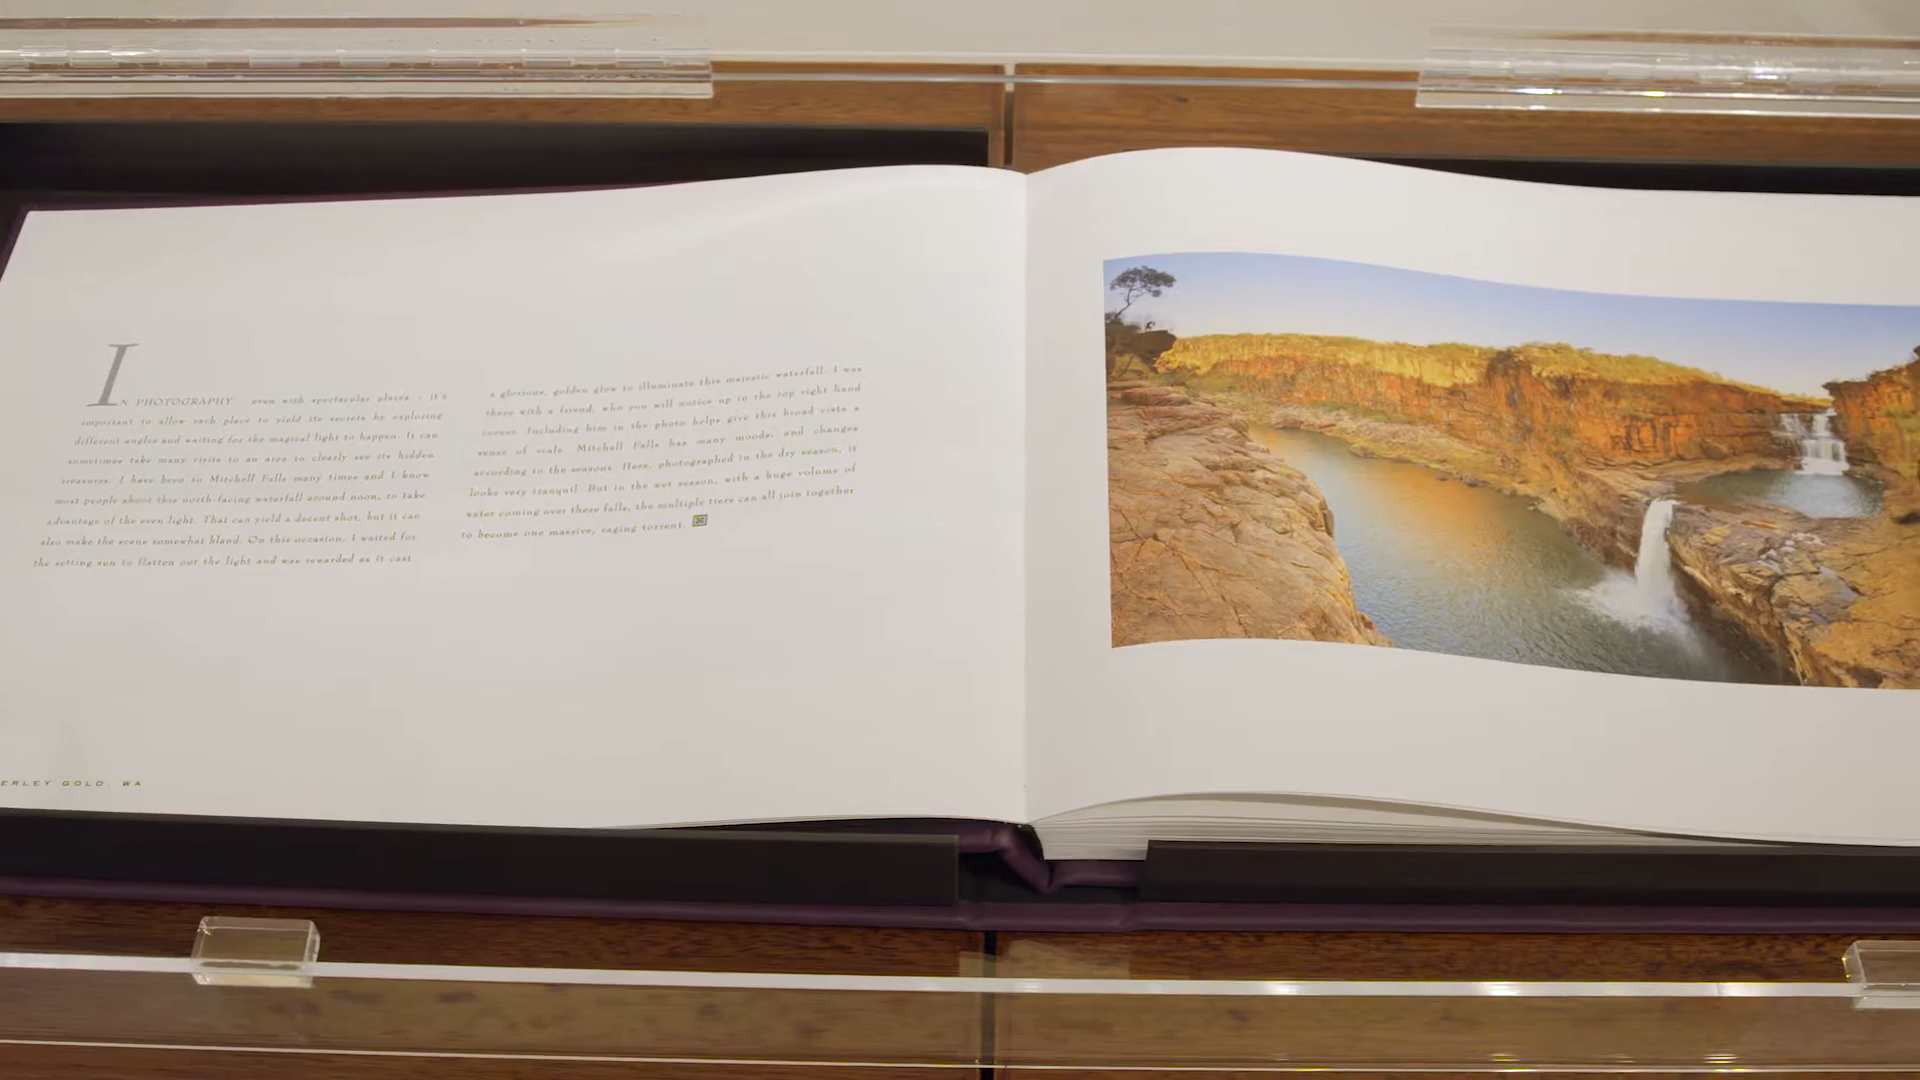 IN PHOTOGRAPHY even with spectacular places – it's
important to allow each place to yield its secrets by exploring
different angles and waiting for the magical light to happen. It can
sometimes take many visits to an area to clearly see its hidden
treasures. I have been to Mitchell Falls many times and I know
most people shoot this north-facing waterfall around noon, to take
advantage of the even light. That can yield a decent shot, but it can
also make the scene somewhat bland. On this occasion, I waited for
the setting sun to flatten out the light and was rewarded as it cast
a glorious, golden glow to illuminate this majestic waterfall. I was
there with a friend, who you will notice up in the top right hand
corner. Including him in the photo helps give this broad vista a
sense of scale. Mitchell Falls has many moods, and changes
according to the seasons. Here, photographed in the dry season, it
looks very tranquil. But in the wet season, with a huge volume of
water coming over these falls, the multiple tiers can all join together
to become one massive, raging torrent.
ERLEY GOLD, WA